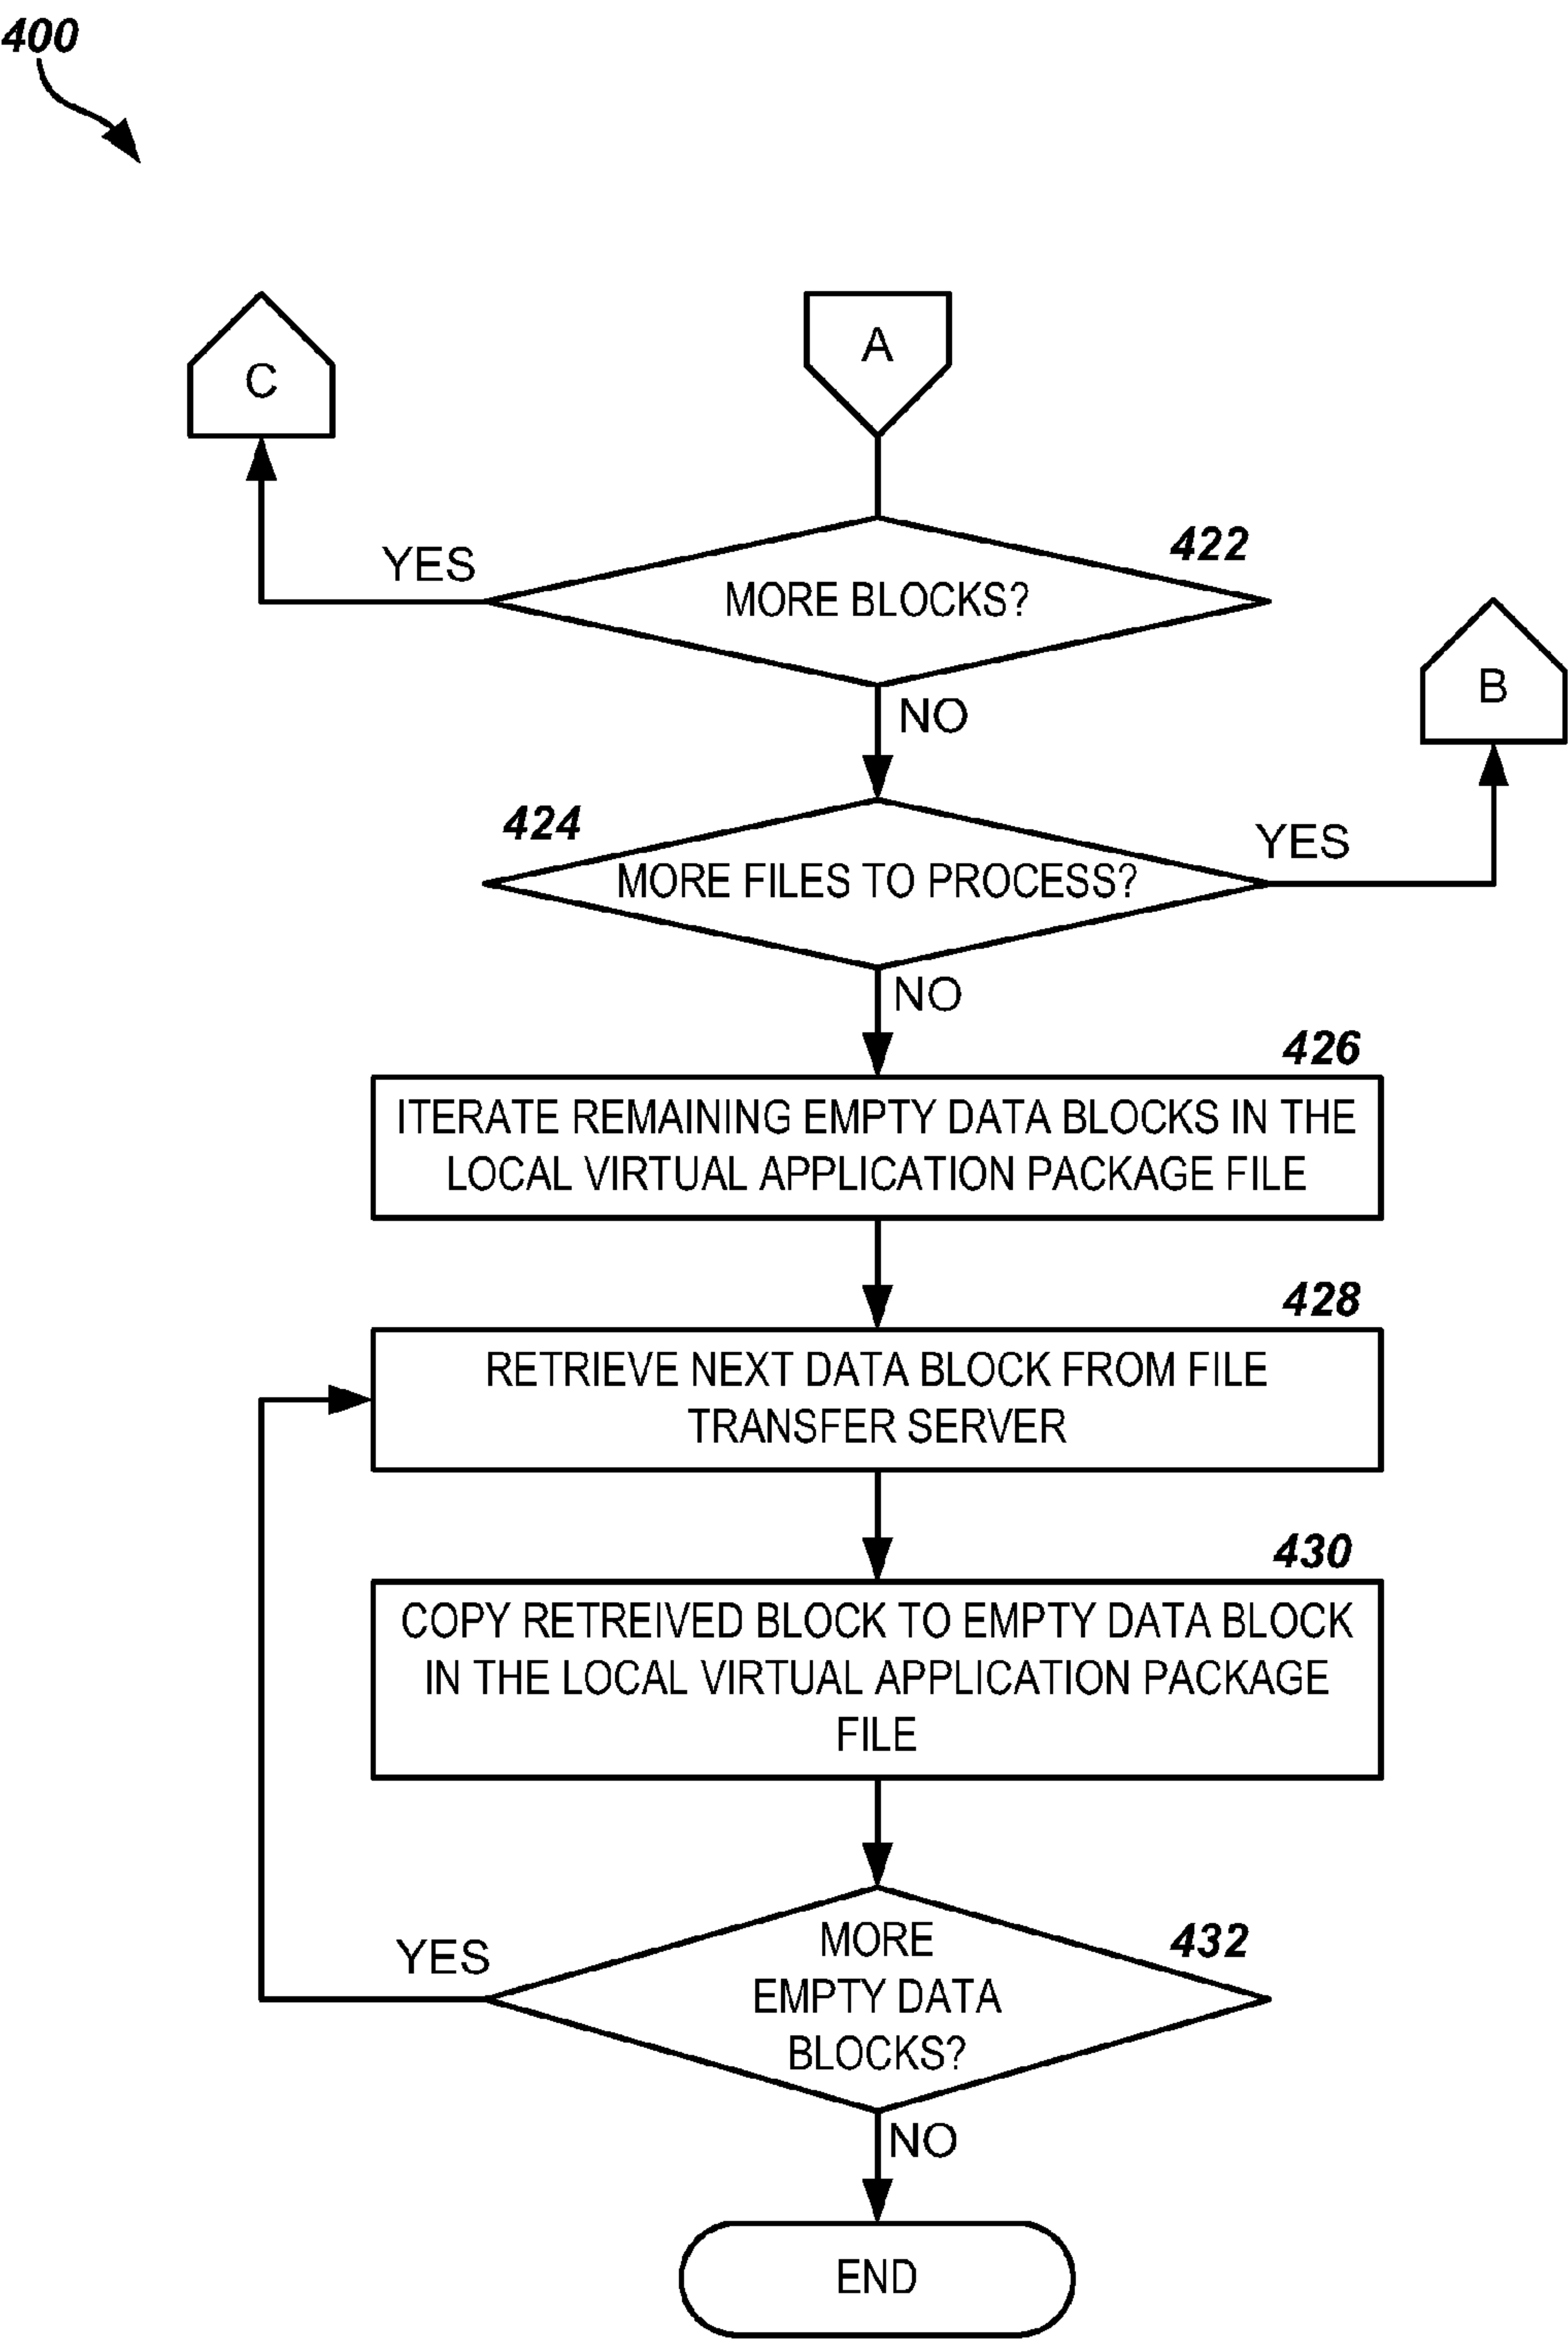 400
C
A
YES
422
MORE BLOCKS?
B
NO
424
YES
MORE FILES TO PROCESS?
NO
426
ITERATE REMAINING EMPTY DATA BLOCKS IN THE
LOCAL VIRTUAL APPLICATION PACKAGE FILE
428
RETRIEVE NEXT DATA BLOCK FROM FILE
TRANSFER SERVER
430
COPY RETREIVED BLOCK TO EMPTY DATA BLOCK
IN THE LOCAL VIRTUAL APPLICATION PACKAGE
FILE
YES
432
MORE
EMPTY DATA
BLOCKS?
NO
END